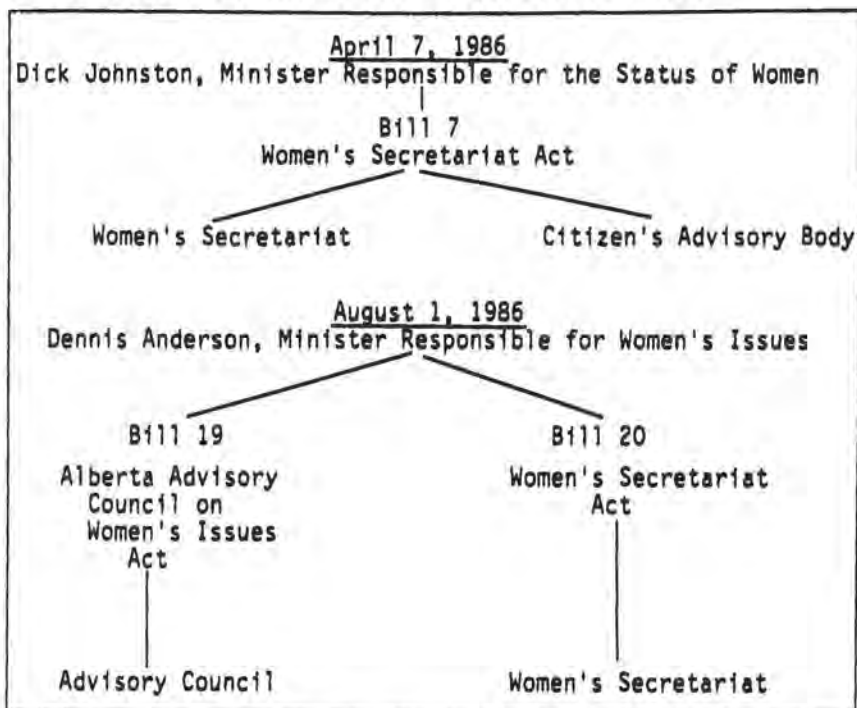 April 7, 1986
Dick Johnston, Minister Responsible for the Status of Women
Bill 7
Women's Secretariat Act
Women's Secretariat
Citizen's Advisory Body
August 1, 1986
Dennis Anderson, Minister Responsible for Women's Issues
Bill 19
Alberta Advisory
Council on
Women's Issues
Act
Advisory Council
Bill 20
Women's Secretariat
Act
Women's Secretariat